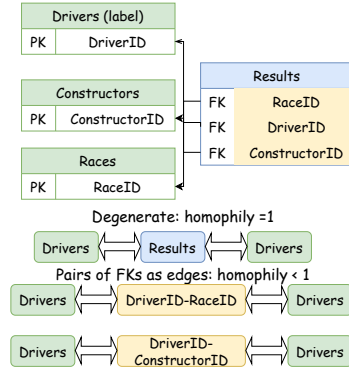 Drivers (label)
PK DriverID
Results
Constructors
FK RaceID
PK ConstructorID
FK DriverID
FK ConstructorID
Races
PK RaceID
Degenerate: homophily =1
Drivers Results Drivers
Pairs of FKs as edges: homophily < 1
Drivers DriverID-RaceID Drivers
Drivers DriverID- Drivers
ConstructorID